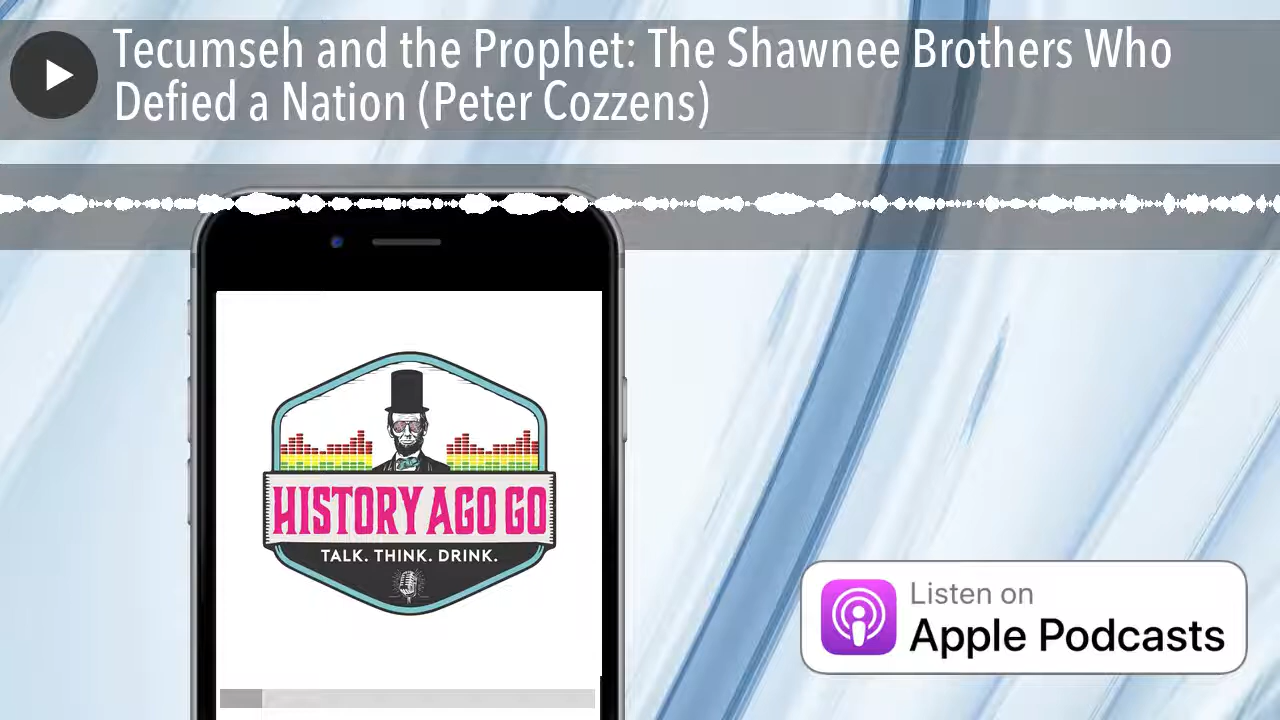 Tecumseh and the Prophet: The Shawnee Brothers Who
Defied a Nation (Peter Cozzens)
HISTORY AGO GO
TALK. THINK. DRINK.
Listen on
Apple Podcasts